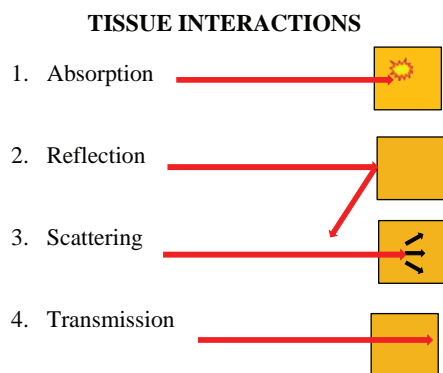 TISSUE INTERACTIONS
1. Absorption
2. Reflection
3. Scattering
4. Transmission